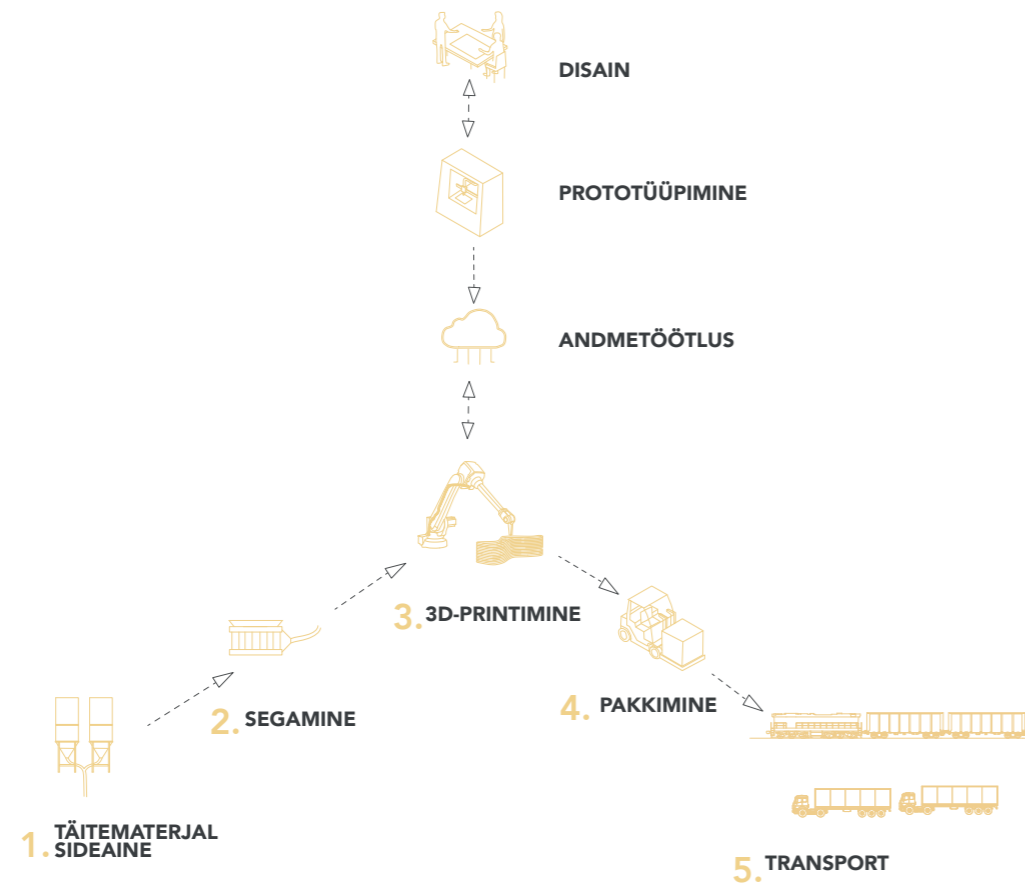 DISAIN
PROTOTÜÜPIMINE
ANDMETÖÖTLUS
3. 3D-PRINTIMINE
2. SEGAMINE
4. PAKKIMINE
1. TÄITEMATERJAL
SIDEAINE
5. TRANSPORT